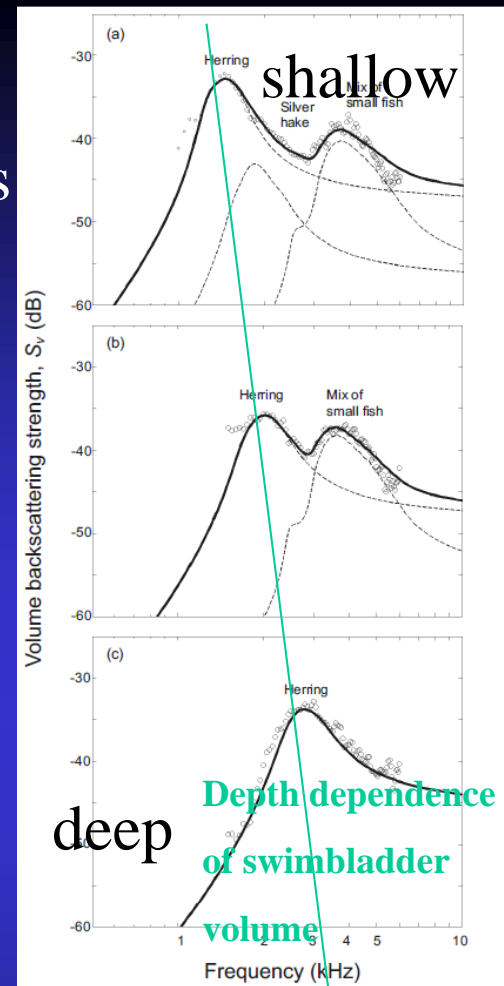 s
(a)
-30
-40
-50
-60
Herring
shallow
Silver
hake
Mix of
small fish
Volume backscattering strength, Sv (dB)
(b)
-30
-40
-50
-60
Herring
Mix of
small fish
(c)
-30
-40
-60
Herring
deep
Depth dependence
of swimbladder
volume
1 2 3 4 5 10
Frequency (kHz)